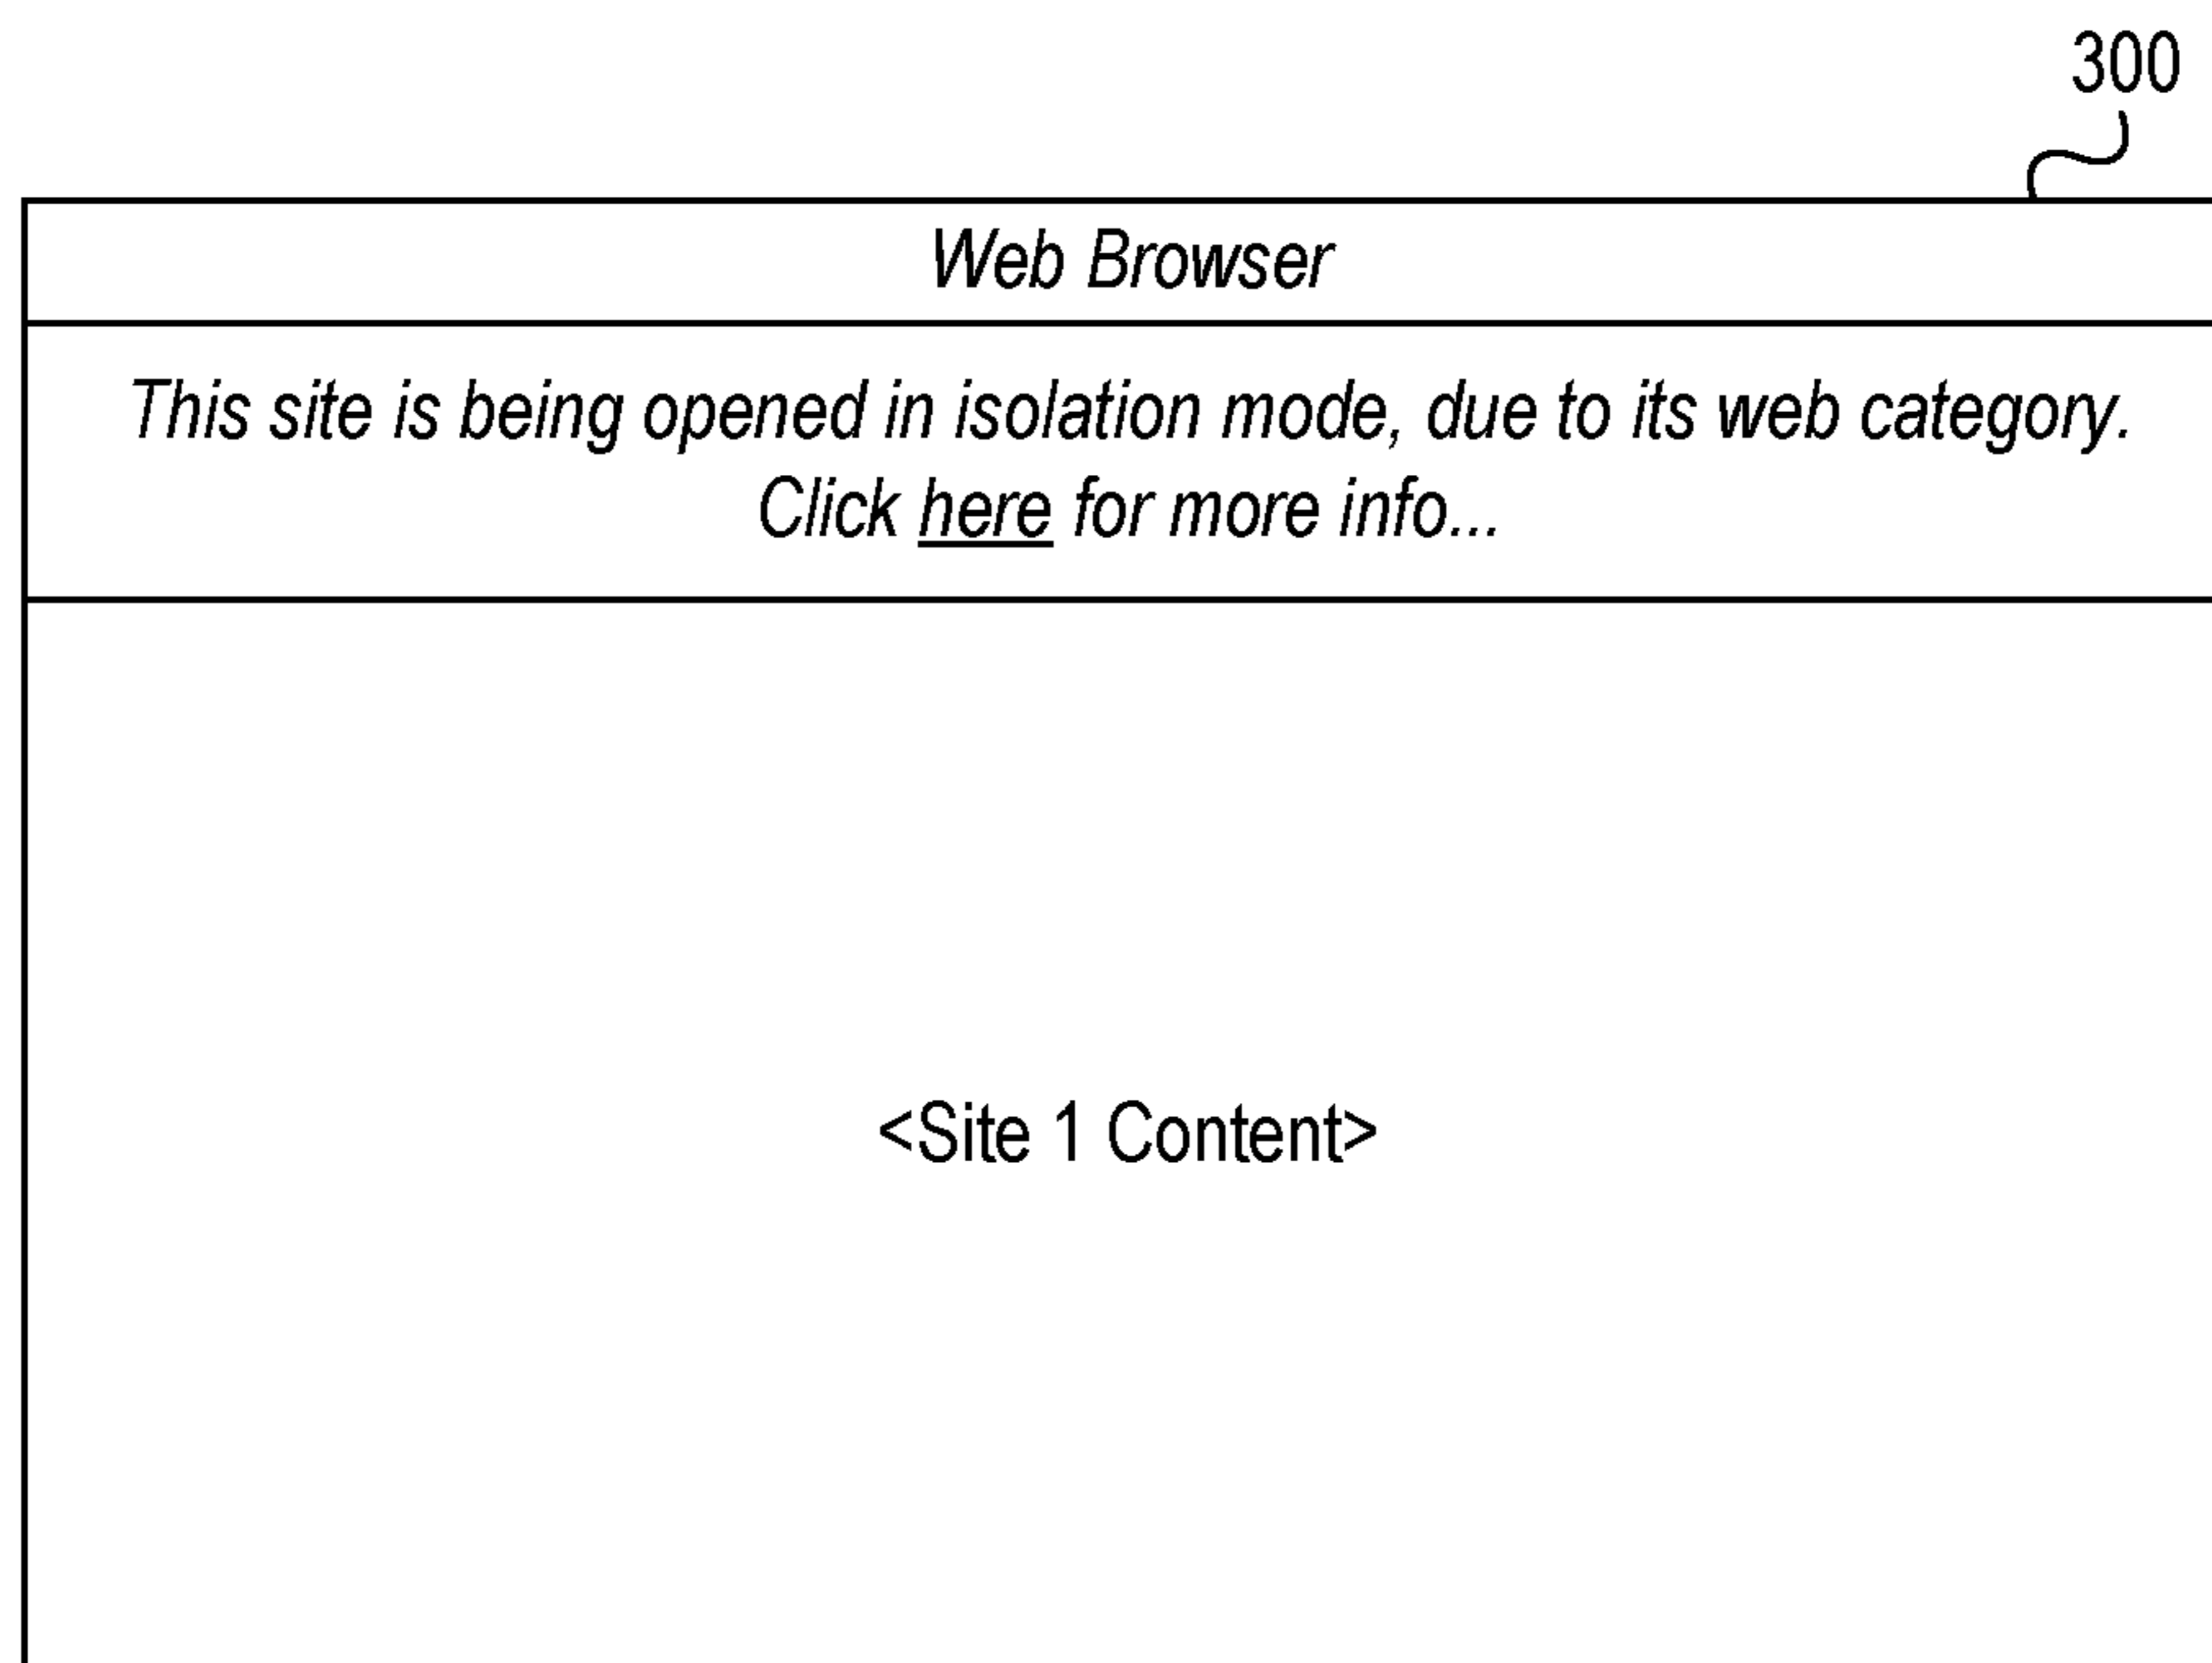 300
Web Browser
This site is being opened in isolation mode, due to its web category.
Click here for more info...
<Site 1 Content>